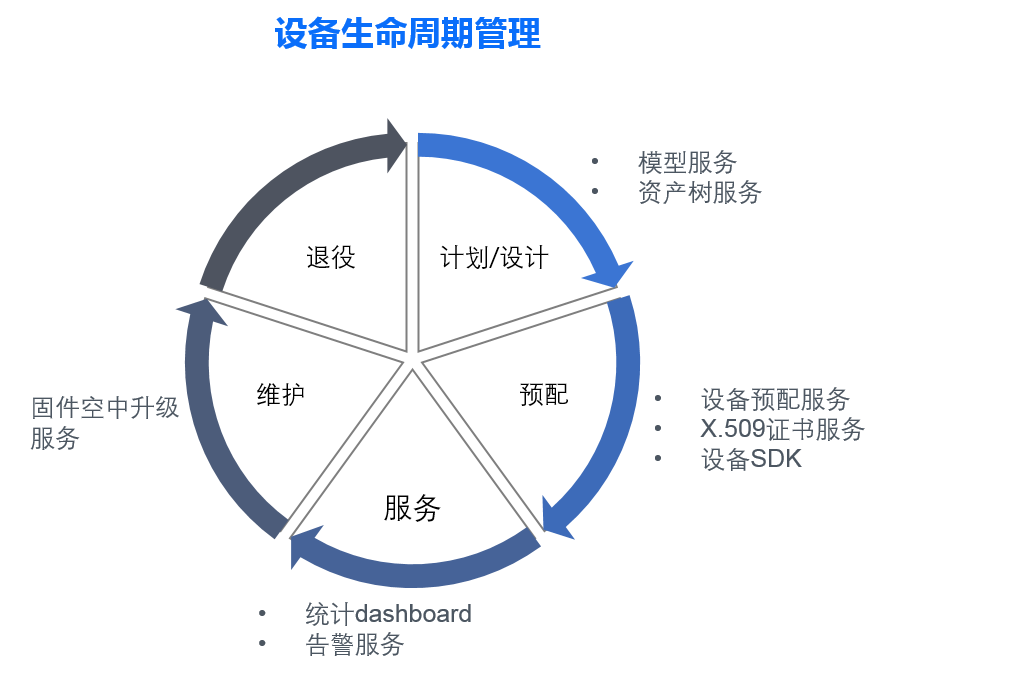 设备生命周期管理
• 模型服务
• 资产树服务
退役
计划/设计
维护
预配
固件空中升级
服务
• 设备预配服务
• X.509证书服务
• 设备SDK
服务
• 统计dashboard
• 告警服务